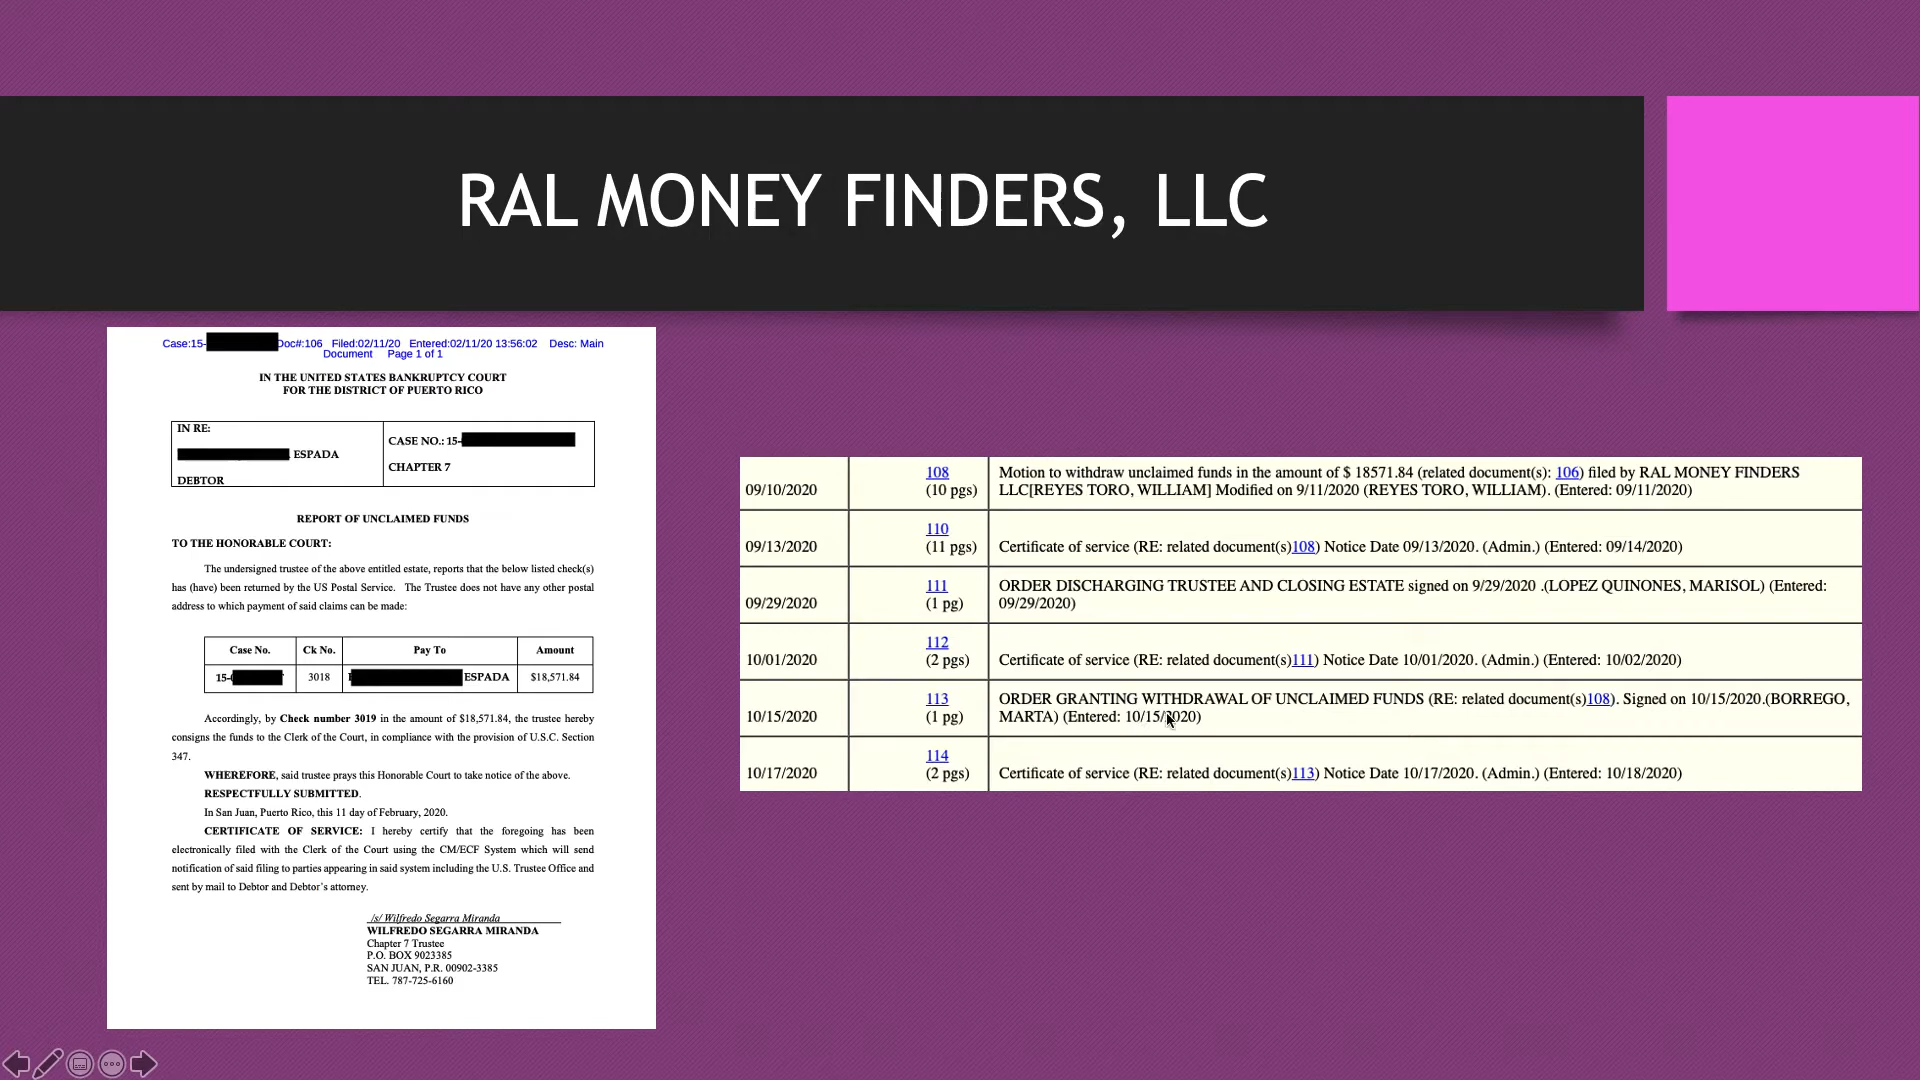 RAL MONEY FINDERS, LLC
Case:15- Doc#:106 Filed:02/11/20 Entered:02/11/20 13:56:02 Desc: Main
Document Page 1 of 1
IN THE UNITED STATES BANKRUPTCY COURT
FOR THE DISTRICT OF PUERTO RICO
IN RE:
ESPADA
DEBTOR
CASE NO.: 15-
CHAPTER 7
REPORT OF UNCLAIMED FUNDS
TO THE HONORABLE COURT:
The undersigned trustee of the above entitled estate, reports that the below listed check(s)
has (have) been returned by the US Postal Service. The Trustee does not have any other postal
address to which payment of said claims can be made:
Case No. Ck No. Pay To Amount
15- 3018 ESPADA $18,571.84
Accordingly, by Check number 3019 in the amount of $18,571.84, the trustee hereby
consigns the funds to the Clerk of the Court, in compliance with the provision of U.S.C. Section
347.
WHEREFORE, said trustee prays this Honorable Court to take notice of the above.
RESPECTFULLY SUBMITTED.
In San Juan, Puerto Rico, this 11 day of February, 2020.
CERTIFICATE OF SERVICE: I hereby certify that the foregoing has been
electronically filed with the Clerk of the Court using the CM/ECF System which will send
notification of said filing to parties appearing in said system including the U.S. Trustee Office and
sent by mail to Debtor and Debtor's attorney.
/s/ Wilfredo Segarra Miranda
WILFREDO SEGARRA MIRANDA
Chapter 7 Trustee
P.O. BOX 9023385
SAN JUAN, P.R. 00902-3385
TEL. 787-725-6160
09/10/2020
108
(10 pgs)
Motion to withdraw unclaimed funds in the amount of $ 18571.84 (related document(s): 106) filed by RAL MONEY FINDERS
LLC[REYES TORO, WILLIAM] Modified on 9/11/2020 (REYES TORO, WILLIAM). (Entered: 09/11/2020)
09/13/2020
110
(11 pgs)
Certificate of service (RE: related document(s)108) Notice Date 09/13/2020. (Admin.) (Entered: 09/14/2020)
09/29/2020
111
(1 pg)
ORDER DISCHARGING TRUSTEE AND CLOSING ESTATE signed on 9/29/2020 .(LOPEZ QUINONES, MARISOL) (Entered:
09/29/2020)
10/01/2020
112
(2 pgs)
Certificate of service (RE: related document(s)111) Notice Date 10/01/2020. (Admin.) (Entered: 10/02/2020)
10/15/2020
113
(1 pg)
ORDER GRANTING WITHDRAWAL OF UNCLAIMED FUNDS (RE: related document(s)108). Signed on 10/15/2020.(BORREGO,
MARTA) (Entered: 10/15/2020)
10/17/2020
114
(2 pgs)
Certificate of service (RE: related document(s)113) Notice Date 10/17/2020. (Admin.) (Entered: 10/18/2020)